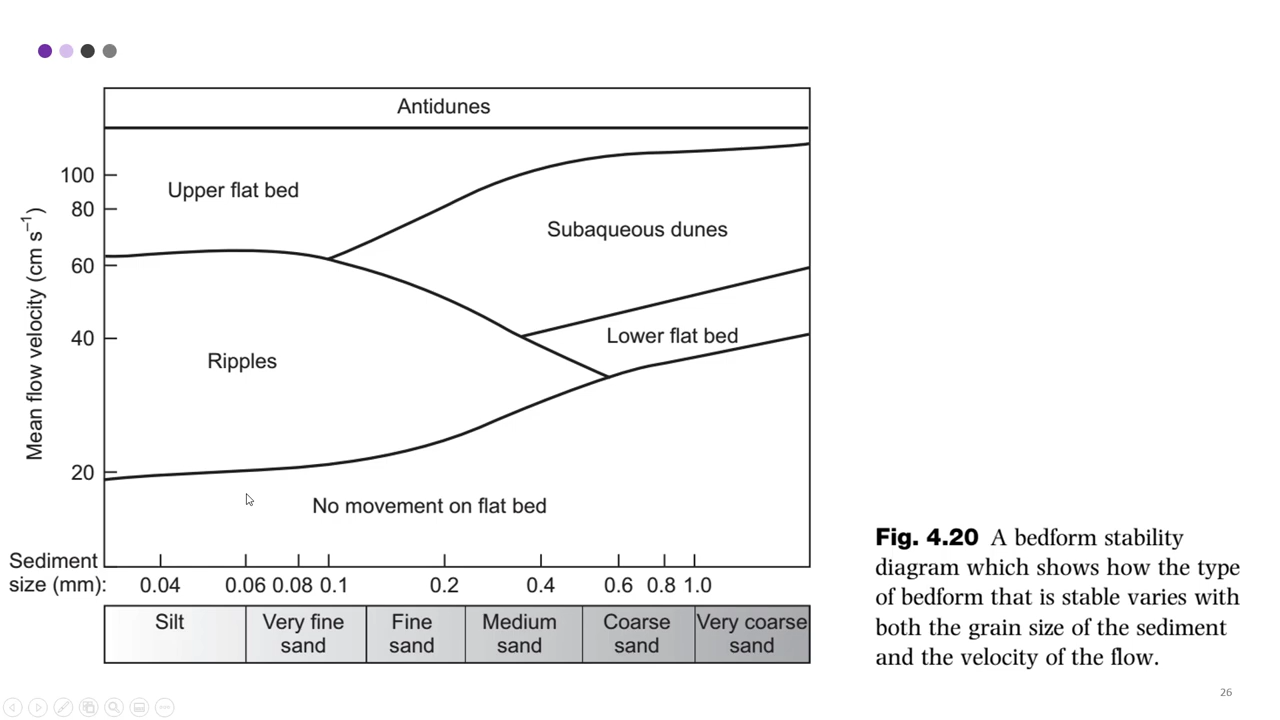 Antidunes
100
Upper flat bed
80
Subaqueous dunes
60
Mean flow velocity (cm s⁻¹)
40
Lower flat bed
Ripples
20
No movement on flat bed
Sediment
size (mm): 0.04 0.06 0.08 0.1 0.2 0.4 0.6 0.8 1.0
Silt
Very fine
sand
Fine
sand
Medium
sand
Coarse
sand
Very coarse
sand
Fig. 4.20 A bedform stability
diagram which shows how the type
of bedform that is stable varies with
both the grain size of the sediment
and the velocity of the flow.
26